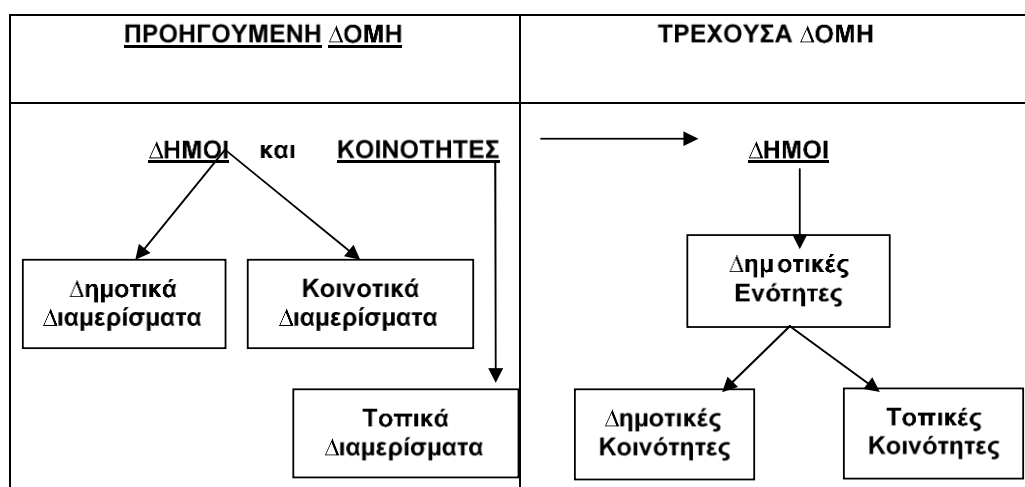 ΠΡΟΗΓΟΥΜΕΝΗ ΔΟΜΗ
ΤΡΕΧΟΥΣΑ ΔΟΜΗ
ΔΗΜΟΙ και ΚΟΙΝΟΤΗΤΕΣ
Δημοτικά
Διαμερίσματα
Κοινοτικά
Διαμερίσματα
Τοπικά
Διαμερίσματα
ΔΗΜΟΙ
Δημοτικές
Ενότητες
Δημοτικές
Κοινότητες
Τοπικές
Κοινότητες